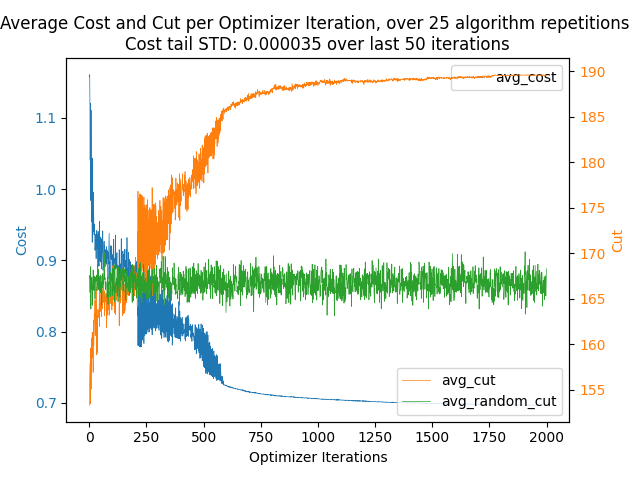 Average Cost and Cut per Optimizer Iteration, over 25 algorithm repetitions
Cost tail STD: 0.000035 over last 50 iterations
avg_cost
1.1
1.0
0.9
0.8
0.7
Cost
190
185
180
175
170
165
160
155
Cut
avg_cut
avg_random_cut
0
250
500
750
1000
1250
1500
1750
2000
Optimizer Iterations